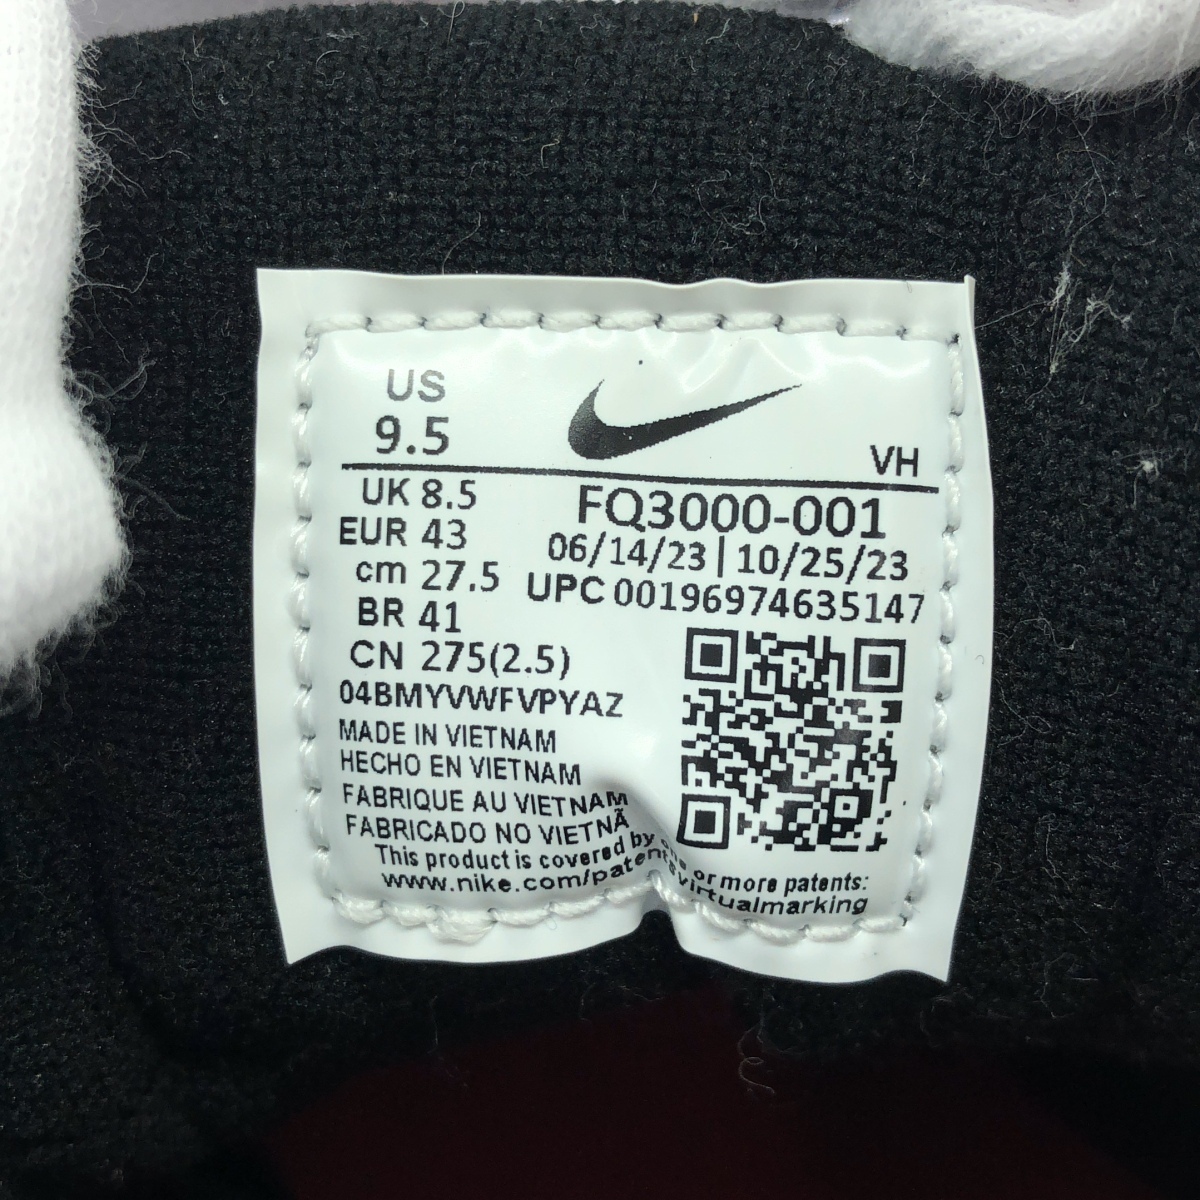 US
9.5
VH
UK 8.5
EUR 43
cm 27.5
BR 41
CN 275(2.5)
FQ3000-001
06/14/23 | 10/25/23
UPC 00196974635147
04BMYVWFVPYAZ
MADE IN VIETNAM
HECHO EN VIETNAM
FABRIQUE AU VIETNAM
FABRICADO NO VIETNÃ
This product is covered by one or more patents:
www.nike.com/patentsvirtualmarking